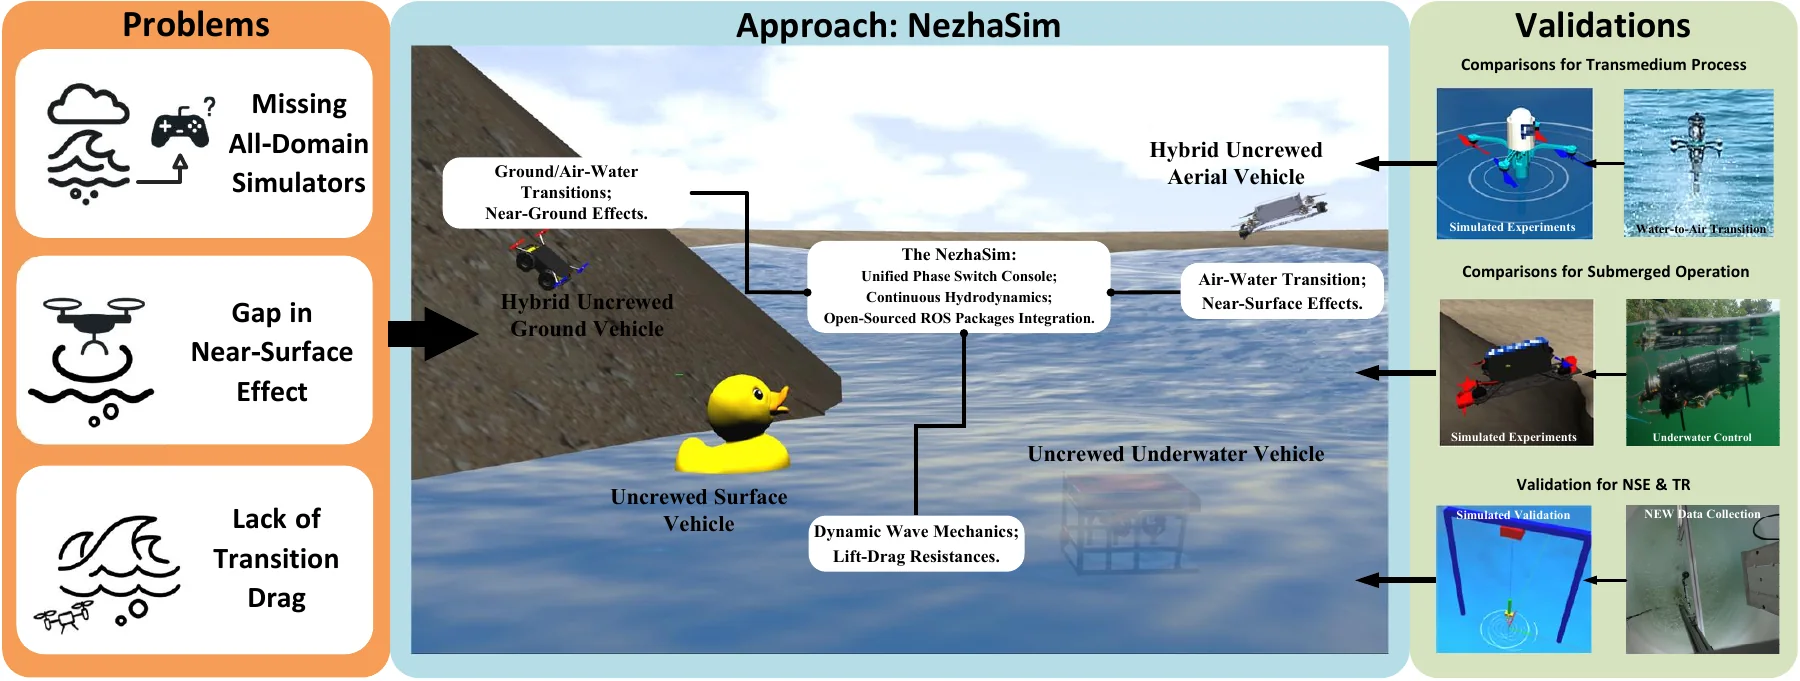 Problems
Missing
All-Domain
Simulators
?
Gap in
Near-Surface
Effect
Lack of
Transition
Drag
Approach: NezhaSim
Ground/Air-Water
Transitions;
Near-Ground Effects.
Hybrid Uncrewed
Ground Vehicle
Hybrid Uncrewed
Aerial Vehicle
The NezhaSim:
Unified Phase Switch Console;
Continuous Hydrodynamics;
Open-Sourced ROS Packages Integration.
Air-Water Transition;
Near-Surface Effects.
Uncrewed Surface
Vehicle
Uncrewed Underwater Vehicle
Dynamic Wave Mechanics;
Lift-Drag Resistances.
Validations
Comparisons for Transmedium Process
Simulated Experiments
Water-to-Air Transition
Comparisons for Submerged Operation
Simulated Experiments
Underwater Control
Validation for NSE & TR
Simulated Validation
NEW Data Collection